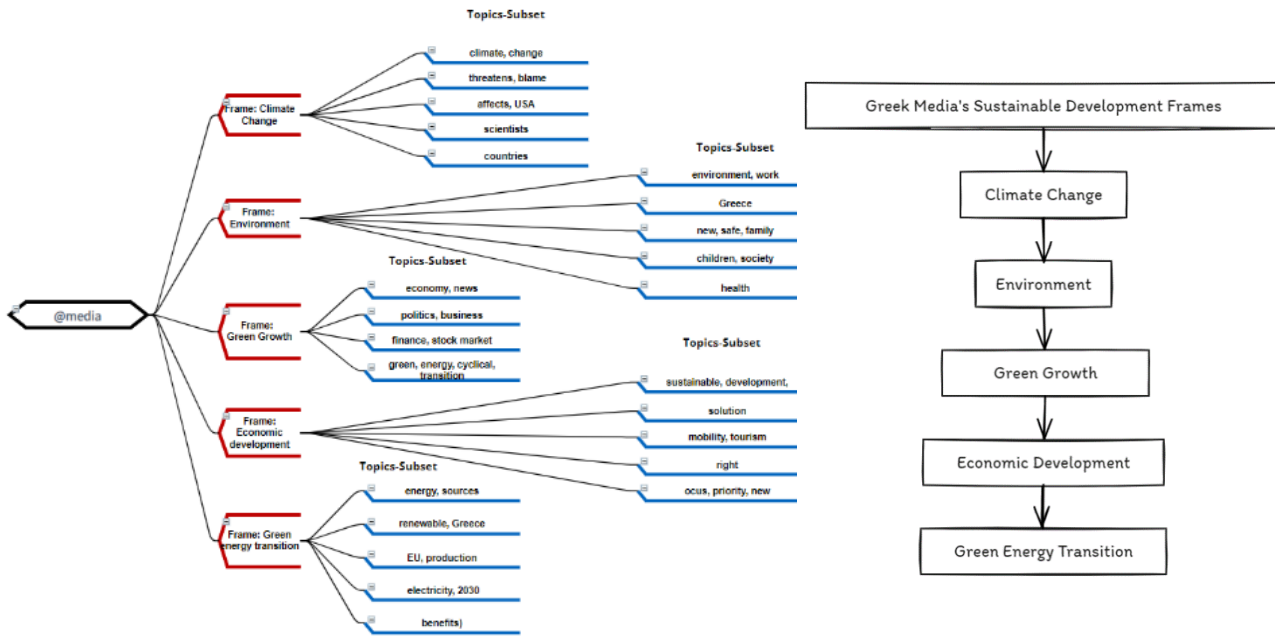 Topics-Subset
climate, change
threatens, blame
Frame: Climate
Change
affects, USA
scientists
countries
Topics-Subset
environment, work
Frame:
Environment
Greece
new, safe, family
children, society
health
Topics-Subset
economy, news
@media
politics, business
Frame:
Green Growth
finance, stock market
green, energy, cyclical,
transition
Topics-Subset
sustainable, development,
Frame:
Economic
development
solution
mobility, tourism
right
ocus, priority, new
Topics-Subset
energy, sources
renewable, Greece
Frame: Green
energy transition
EU, production
electricity, 2030
benefits)
Greek Media's Sustainable Development Frames
Climate Change
Environment
Green Growth
Economic Development
Green Energy Transition